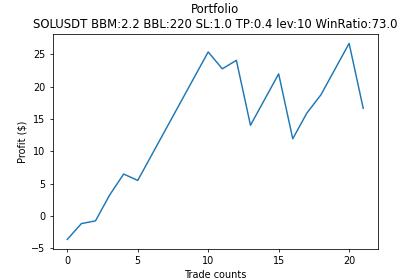 Portfolio
SOLUSDT BBM:2.2 BBL:220 SL:1.0 TP:0.4 lev:10 WinRatio:73.0
25
20
15
10
5
0
−5
Profit ($)
0 5 10 15 20
Trade counts